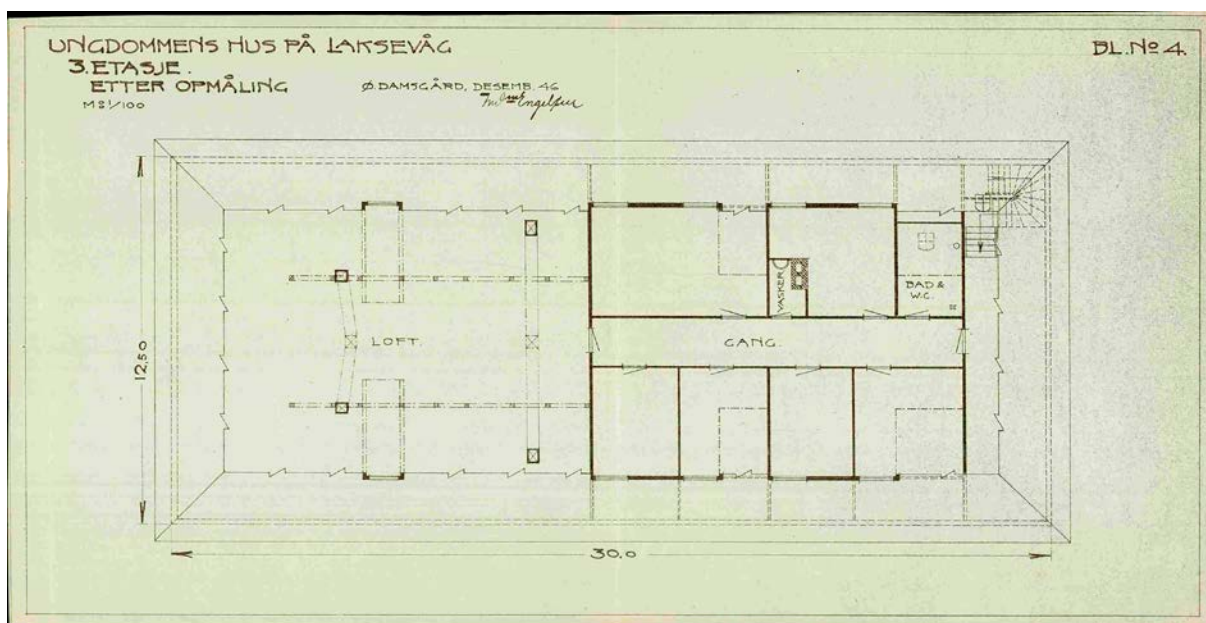 UNGDOMMENS HUS PÅ LAKSEVÅG
3. ETASJE.
ETTER OPMÅLING
M 1/100
Ø. DAMSGÅRD, DESEMB. 46
BL. No 4.
12,50
LOFT.
VASKER.
BAD &
W.C.
GANG.
30,0